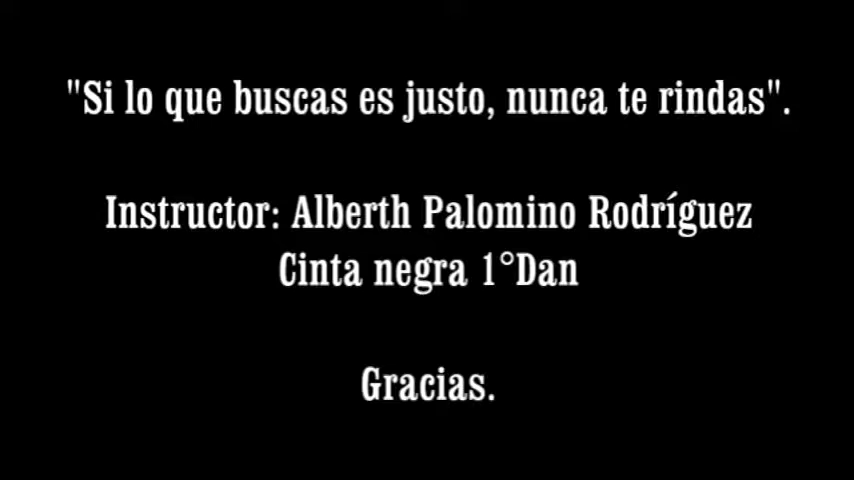 "Si lo que buscas es justo, nunca te rindas".
Instructor: Alberth Palomino Rodríguez
Cinta negra 1°Dan
Gracias.